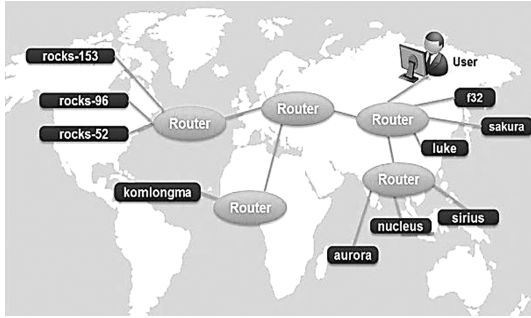 rocks-153
User
rocks-96
f32
Router
Router
Router
sakura
rocks-52
luke
komlongma
Router
Router
nucleus
sirius
aurora